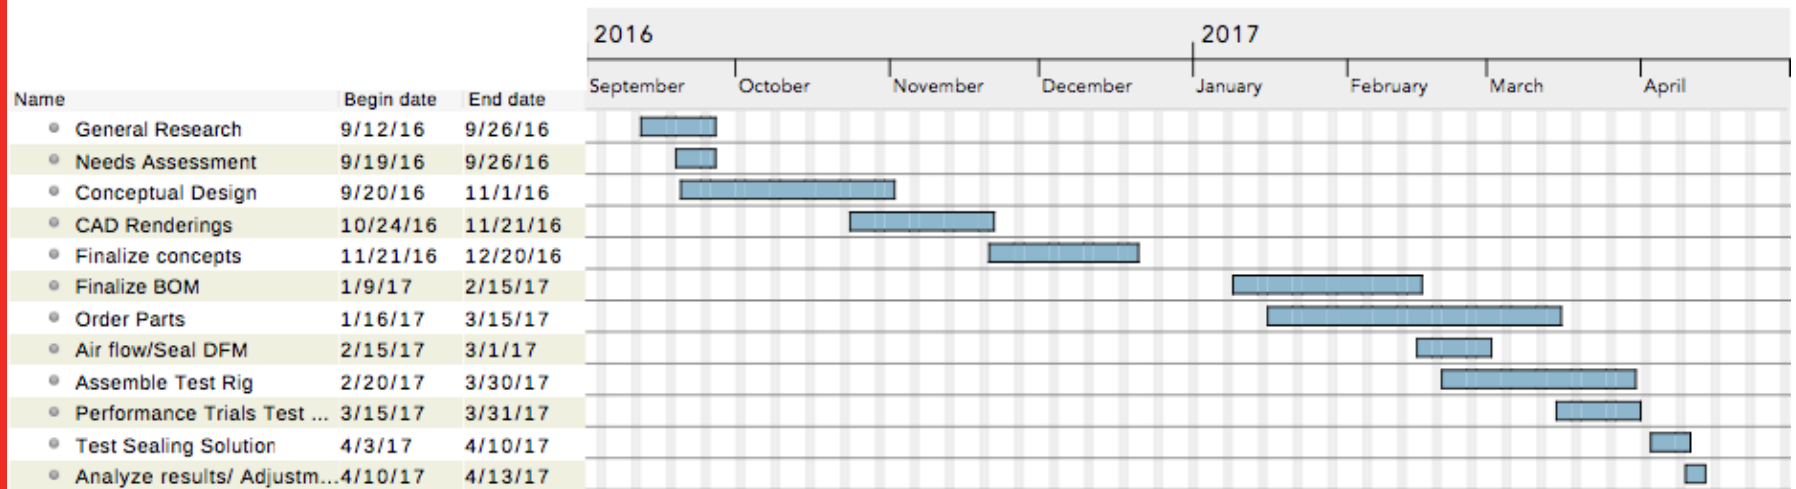 2016 2017
September October November December January February March April
Name Begin date End date
General Research 9/12/16 9/26/16
Needs Assessment 9/19/16 9/26/16
Conceptual Design 9/20/16 11/1/16
CAD Renderings 10/24/16 11/21/16
Finalize concepts 11/21/16 12/20/16
Finalize BOM 1/9/17 2/15/17
Order Parts 1/16/17 3/15/17
Air flow/Seal DFM 2/15/17 3/1/17
Assemble Test Rig 2/20/17 3/30/17
Performance Trials Test ... 3/15/17 3/31/17
Test Sealing Solution 4/3/17 4/10/17
Analyze results/ Adjustm...4/10/17 4/13/17